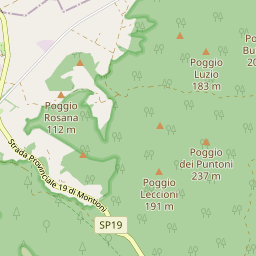 Poggio
Luzio
183 m
Poggio
Rosana
112 m
Strada Provinciale 19 di Montioni
Poggio
dei Puntoni
237 m
Poggio
Leccioni
191 m
SP19